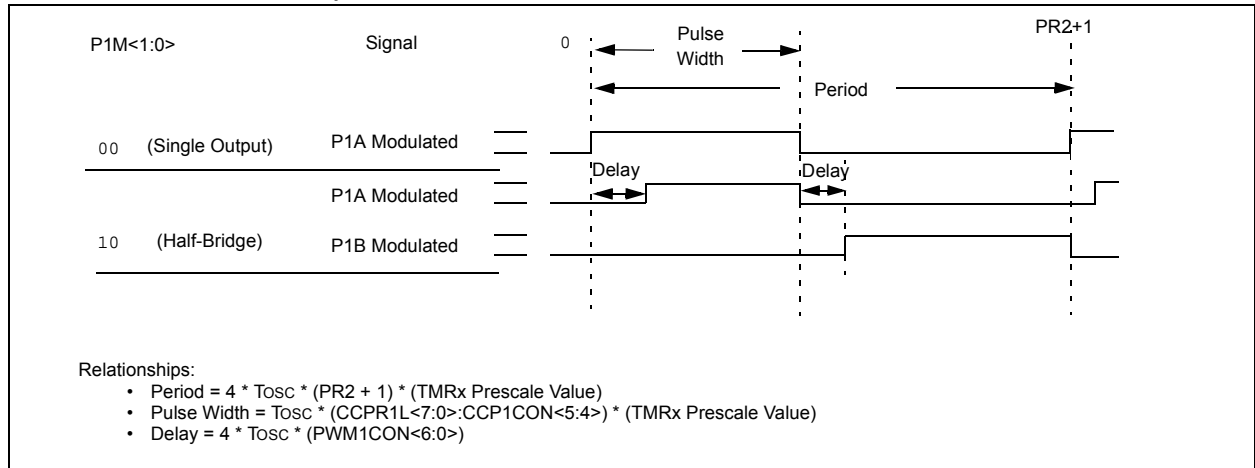 P1M<1:0> Signal 0 Pulse Width PR2+1
Period
00 (Single Output) P1A Modulated
Delay Delay
P1A Modulated
10 (Half-Bridge) P1B Modulated
Relationships:
• Period = 4 * TOSC * (PR2 + 1) * (TMRx Prescale Value)
• Pulse Width = TOSC * (CCPR1L<7:0>:CCP1CON<5:4>) * (TMRx Prescale Value)
• Delay = 4 * TOSC * (PWM1CON<6:0>)